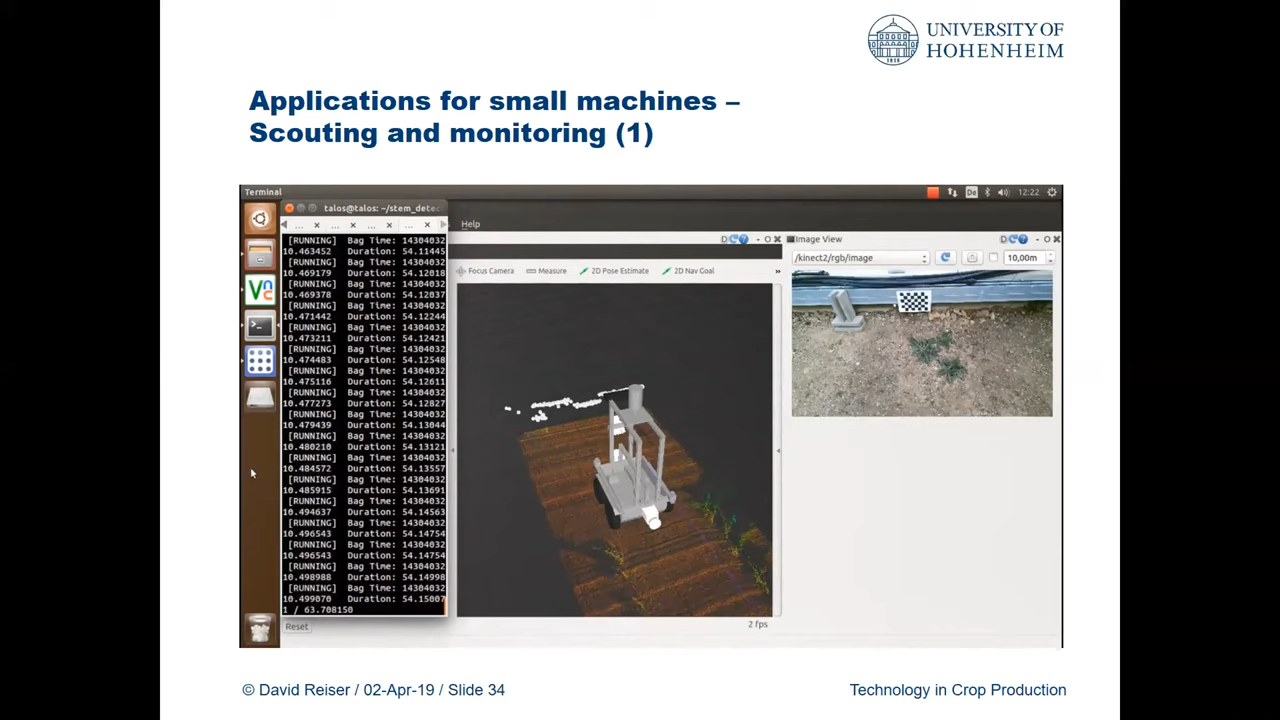 UNIVERSITY OF
HOHENHEIM
Applications for small machines –
Scouting and monitoring (1)
Terminal
De
12:22
talos@talos: ~/stem_detec
Help
Image View
/kinect2/rgb/image
10,00m
Focus Camera
Measure
2D Pose Estimate
2D Nav Goal
»
[RUNNING] Bag Time: 14304032
10.463452 Duration: 54.11445
[RUNNING] Bag Time: 14304032
10.469179 Duration: 54.12018
[RUNNING] Bag Time: 14304032
10.469378 Duration: 54.12037
[RUNNING] Bag Time: 14304032
10.471442 Duration: 54.12244
[RUNNING] Bag Time: 14304032
10.473211 Duration: 54.12421
[RUNNING] Bag Time: 14304032
10.474483 Duration: 54.12548
[RUNNING] Bag Time: 14304032
10.475116 Duration: 54.12611
[RUNNING] Bag Time: 14304032
10.477273 Duration: 54.12827
[RUNNING] Bag Time: 14304032
10.479439 Duration: 54.13044
[RUNNING] Bag Time: 14304032
10.480210 Duration: 54.13121
[RUNNING] Bag Time: 14304032
10.484572 Duration: 54.13557
[RUNNING] Bag Time: 14304032
10.485915 Duration: 54.13691
[RUNNING] Bag Time: 14304032
10.494637 Duration: 54.14563
[RUNNING] Bag Time: 14304032
10.496543 Duration: 54.14754
[RUNNING] Bag Time: 14304032
10.496543 Duration: 54.14754
[RUNNING] Bag Time: 14304032
10.498988 Duration: 54.14998
[RUNNING] Bag Time: 14304032
10.499070 Duration: 54.15007
1 / 63.708150
Reset
2 fps
© David Reiser / 02-Apr-19 / Slide 34
Technology in Crop Production